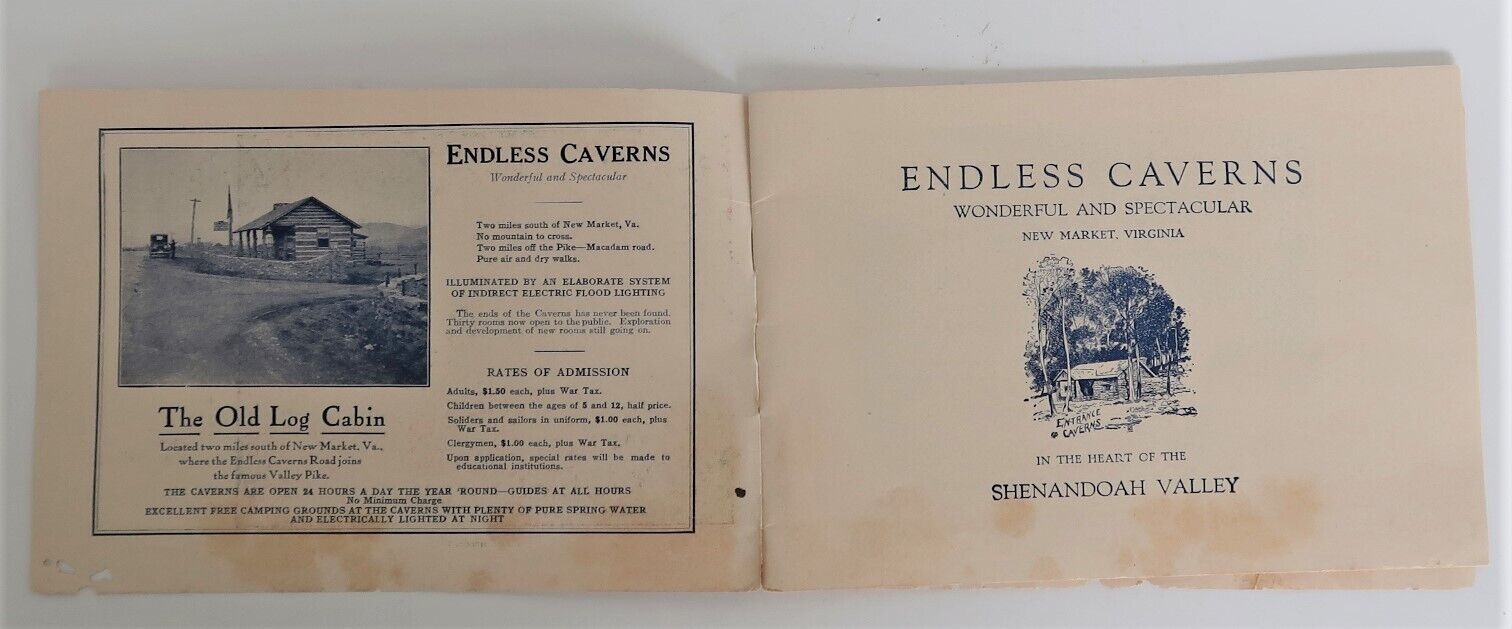 The Old Log Cabin
Located two miles south of New Market, Va.,
where the Endless Caverns Road joins
the famous Valley Pike.
ENDLESS CAVERNS
Wonderful and Spectacular
Two miles south of New Market, Va.
No mountain to cross.
Two miles off the Pike—Macadam road.
Pure air and dry walks.
ILLUMINATED BY AN ELABORATE SYSTEM
OF INDIRECT ELECTRIC FLOOD LIGHTING
The ends of the Caverns has never been found.
Thirty rooms now open to the public. Exploration
and development of new rooms still going on.
RATES OF ADMISSION
Adults, $1.50 each, plus War Tax.
Children between the ages of 5 and 12, half price.
Soliders and sailors in uniform, $1.00 each, plus
War Tax.
Clergymen, $1.00 each, plus War Tax.
Upon application, special rates will be made to
educational institutions.
THE CAVERNS ARE OPEN 24 HOURS A DAY THE YEAR 'ROUND—GUIDES AT ALL HOURS
No Minimum Charge
EXCELLENT FREE CAMPING GROUNDS AT THE CAVERNS WITH PLENTY OF PURE SPRING WATER
AND ELECTRICALLY LIGHTED AT NIGHT
ENDLESS CAVERNS
WONDERFUL AND SPECTACULAR
NEW MARKET, VIRGINIA
ENTRANCE
CAVERNS
IN THE HEART OF THE
SHENANDOAH VALLEY